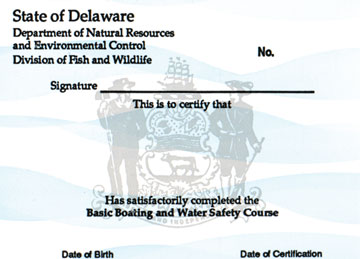 State of Delaware
Department of Natural Resources
and Environmental Control
Division of Fish and Wildlife
No.
Signature
This is to certify that
Has satisfactorily completed the
Basic Boating and Water Safety Course
Date of Birth
Date of Certification